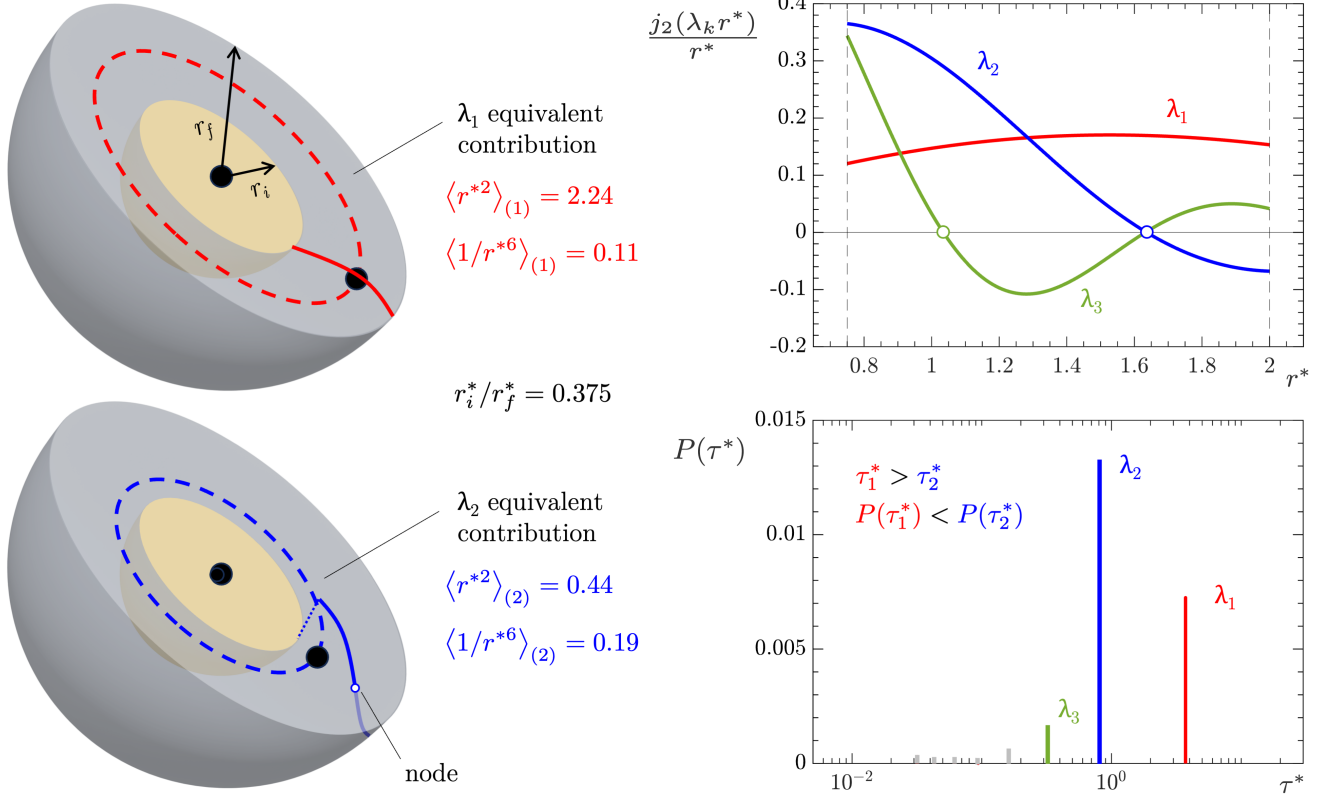 r_f
r_i
λ₁ equivalent
contribution
⟨r*²⟩₍₁₎ = 2.24
⟨1/r*⁶⟩₍₁₎ = 0.11
r_i*/r_f* = 0.375
λ₂ equivalent
contribution
⟨r*²⟩₍₂₎ = 0.44
⟨1/r*⁶⟩₍₂₎ = 0.19
node
j₂(λ_k r*)
r*
0.4
0.3
0.2
0.1
0
-0.1
-0.2
λ₂
λ₁
λ₃
0.8
1
1.2
1.4
1.6
1.8
2
r*
P(τ*)
0.015
0.01
0.005
0
τ₁* > τ₂*
P(τ₁*) < P(τ₂*)
λ₂
λ₁
λ₃
10⁻²
10⁰
τ*